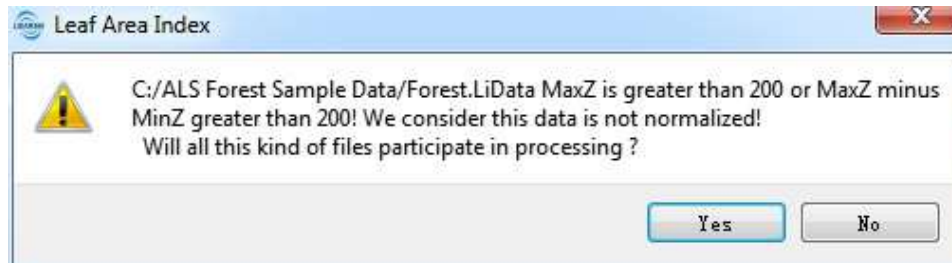 Leaf Area Index
C:/ALS Forest Sample Data/Forest.LiData MaxZ is greater than 200 or MaxZ minus
MinZ greater than 200! We consider this data is not normalized!
Will all this kind of files participate in processing ?
Yes No